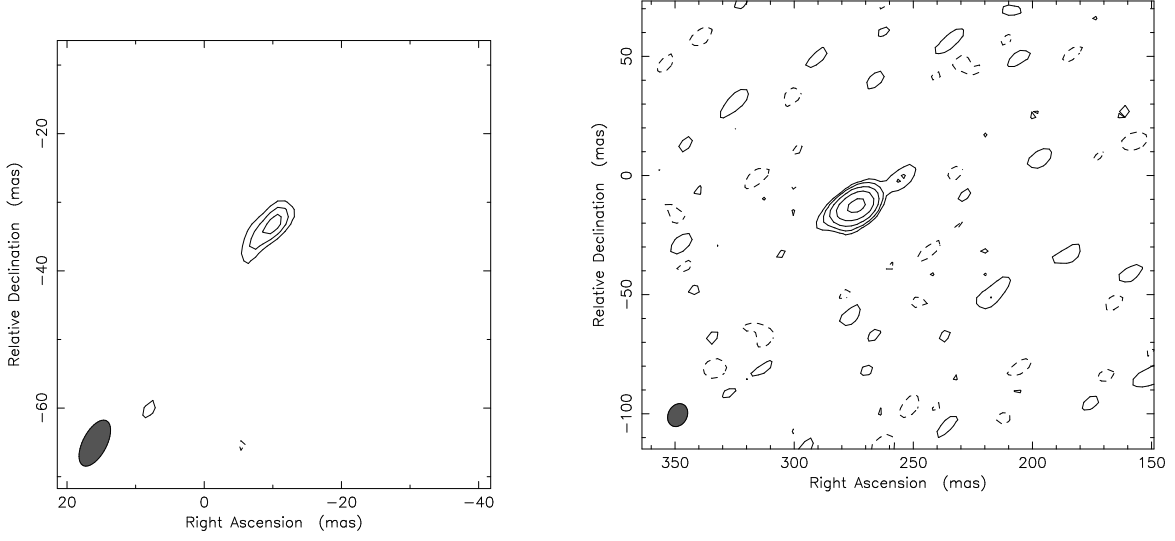 −20
−40
−60
Relative Declination (mas)
20 0 −20 −40
Right Ascension (mas)
50
0
−50
−100
Relative Declination (mas)
350 300 250 200 150
Right Ascension (mas)